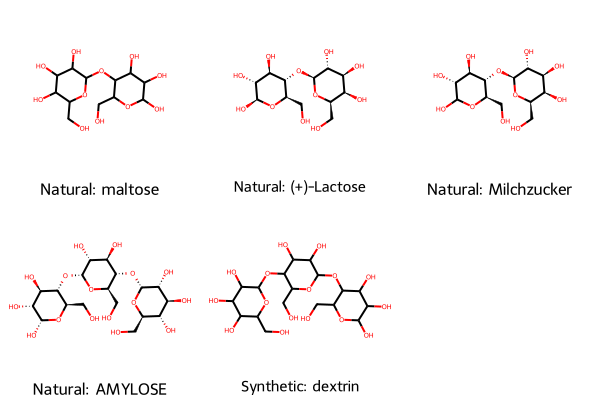 Natural: maltose
Natural: (+)-Lactose
Natural: Milchzucker
Natural: AMYLOSE
Synthetic: dextrin